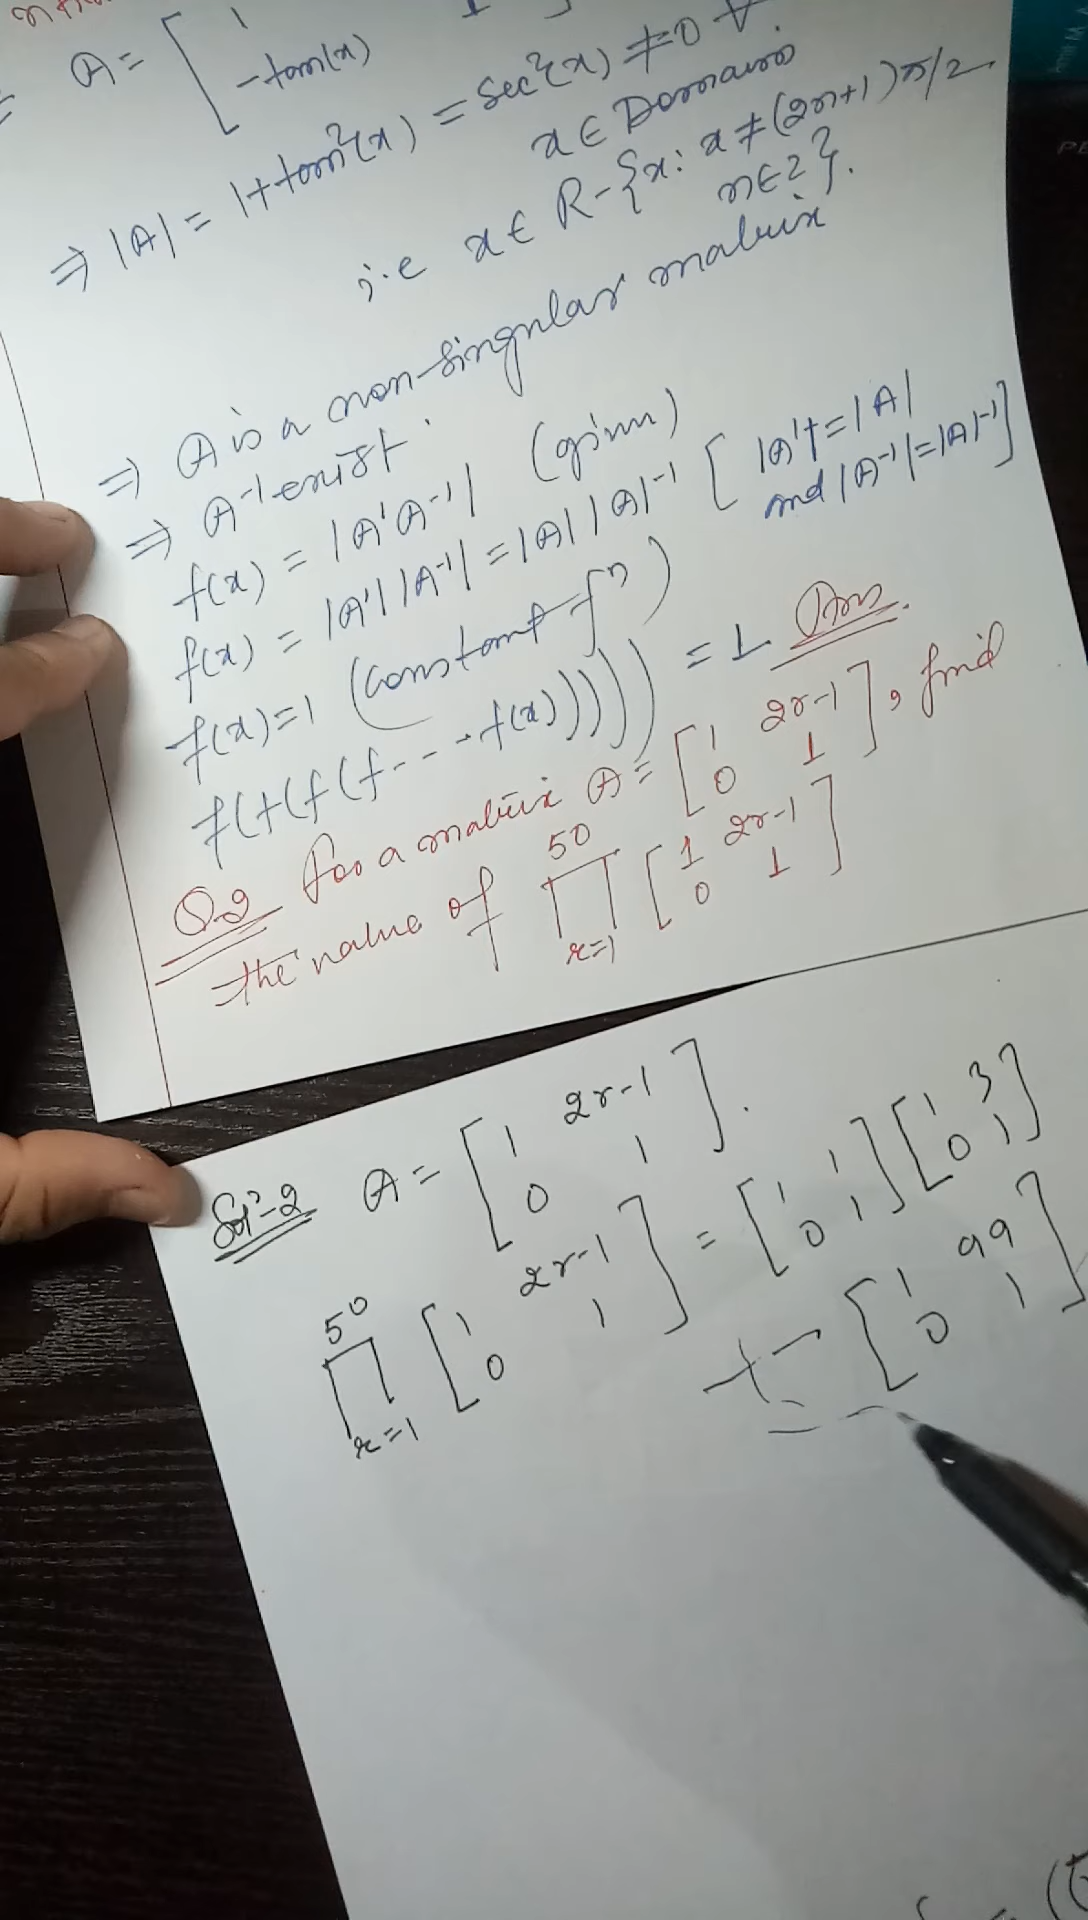 A = [ 1
-tan(x)
⇒ |A| = 1+tan²(x) = sec²(x) ≠ 0 ∀
x ∈ Domain
i.e x ∈ R-{x: x ≠ (2n+1)π/2
n∈Z}.
⇒ A is a non-singular matrix
⇒ A⁻¹ exist.
f(x) = |A'A⁻¹| (given)
f(x) = |A'| |A⁻¹| = |A| |A|⁻¹ [ |A'| = |A|
and |A⁻¹| = |A|⁻¹]
f(x)=1 (constant fⁿ)
f(f(f(f---f(x))))) = 1 Ans.
Q.2 for a matrix A = [ 1 2r-1
0 1 ], find
the value of 50 ∏ r=1 [ 1 2r-1
0 1 ]
Solⁿ-2 A = [ 1 2r-1
0 1 ].
50 ∏ r=1 [ 1 2r-1
0 1 ] = [ 1 1
0 1 ] [ 1 3
0 1 ]
[ 1 99
0 1 ]